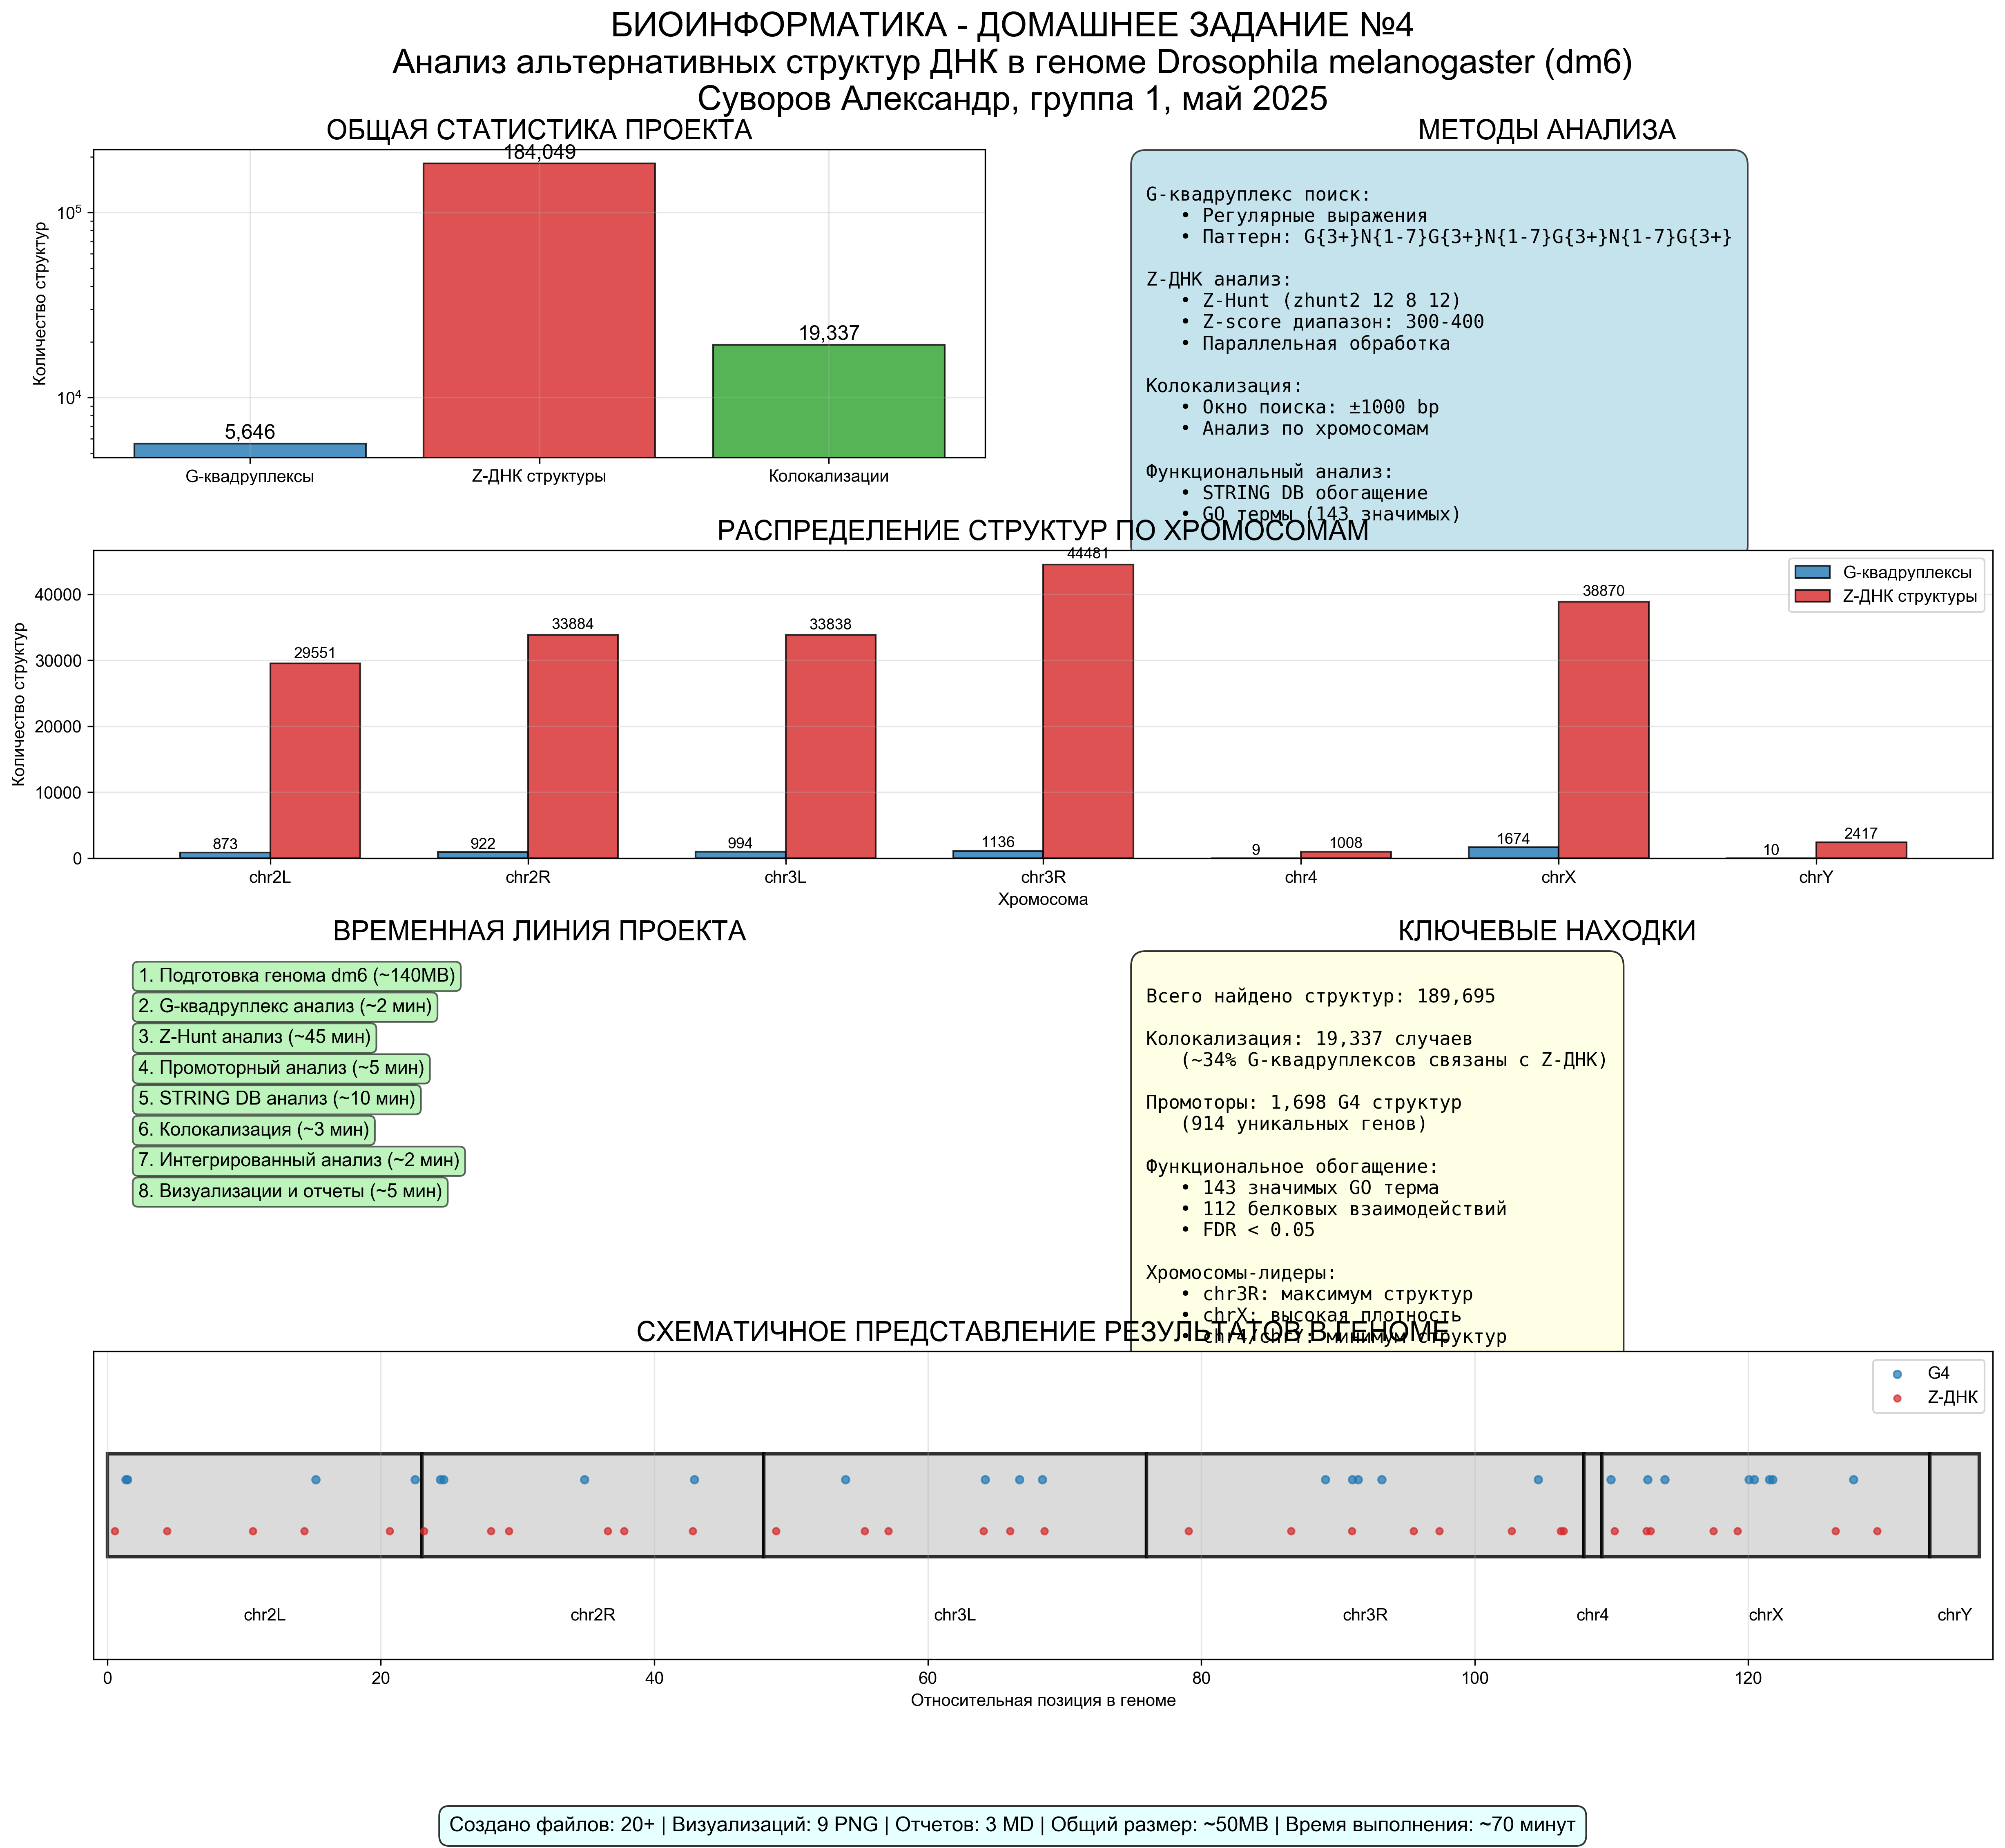 БИОИНФОРМАТИКА - ДОМАШНЕЕ ЗАДАНИЕ №4
Анализ альтернативных структур ДНК в геноме Drosophila melanogaster (dm6)
Суворов Александр, группа 1, май 2025
ОБЩАЯ СТАТИСТИКА ПРОЕКТА
Количество структур
10⁵
10⁴
5,646
184,049
19,337
G-квадруплексы
Z-ДНК структуры
Колокализации
МЕТОДЫ АНАЛИЗА
G-квадруплекс поиск:
• Регулярные выражения
• Паттерн: G{3+}N{1-7}G{3+}N{1-7}G{3+}N{1-7}G{3+}
Z-ДНК анализ:
• Z-Hunt (zhunt2 12 8 12)
• Z-score диапазон: 300-400
• Параллельная обработка
Колокализация:
• Окно поиска: ±1000 bp
• Анализ по хромосомам
Функциональный анализ:
• STRING DB обогащение
• GO термы (143 значимых)
РАСПРЕДЕЛЕНИЕ СТРУКТУР ПО ХРОМОСОМАМ
Количество структур
40000
30000
20000
10000
0
G-квадруплексы
Z-ДНК структуры
873
29551
922
33884
994
33838
1136
44481
9
1008
1674
38870
10
2417
chr2L
chr2R
chr3L
chr3R
chr4
chrX
chrY
Хромосома
ВРЕМЕННАЯ ЛИНИЯ ПРОЕКТА
1. Подготовка генома dm6 (~140MB)
2. G-квадруплекс анализ (~2 мин)
3. Z-Hunt анализ (~45 мин)
4. Промоторный анализ (~5 мин)
5. STRING DB анализ (~10 мин)
6. Колокализация (~3 мин)
7. Интегрированный анализ (~2 мин)
8. Визуализации и отчеты (~5 мин)
КЛЮЧЕВЫЕ НАХОДКИ
Всего найдено структур: 189,695
Колокализация: 19,337 случаев
(~34% G-квадруплексов связаны с Z-ДНК)
Промоторы: 1,698 G4 структур
(914 уникальных генов)
Функциональное обогащение:
• 143 значимых GO терма
• 112 белковых взаимодействий
• FDR < 0.05
Хромосомы-лидеры:
• chr3R: максимум структур
• chrX: высокая плотность
• chr4/chrY: минимум структур
СХЕМАТИЧНОЕ ПРЕДСТАВЛЕНИЕ РЕЗУЛЬТАТОВ В ГЕНОМЕ
G4
Z-ДНК
chr2L
chr2R
chr3L
chr3R
chr4
chrX
chrY
0
20
40
60
80
100
120
Относительная позиция в геноме
Создано файлов: 20+ | Визуализаций: 9 PNG | Отчетов: 3 MD | Общий размер: ~50MB | Время выполнения: ~70 минут